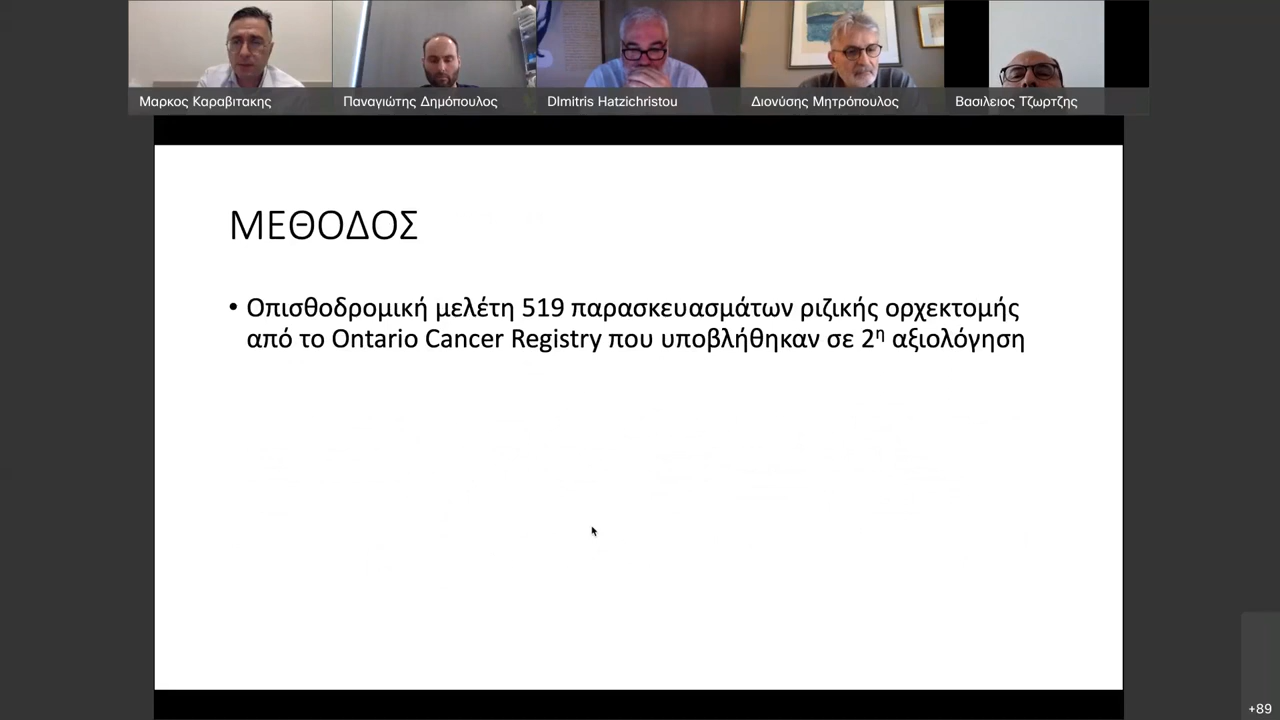 Μαρκος Καραβιτακης
Παναγιώτης Δημόπουλος
DImitris Hatzichristou
Διονύσης Μητρόπουλος
Βασιλειος Τζωρτζης
ΜΕΘΟΔΟΣ
• Οπισθοδρομική μελέτη 519 παρασκευασμάτων ριζικής ορχεκτομής
από το Ontario Cancer Registry που υποβλήθηκαν σε 2η αξιολόγηση
+89